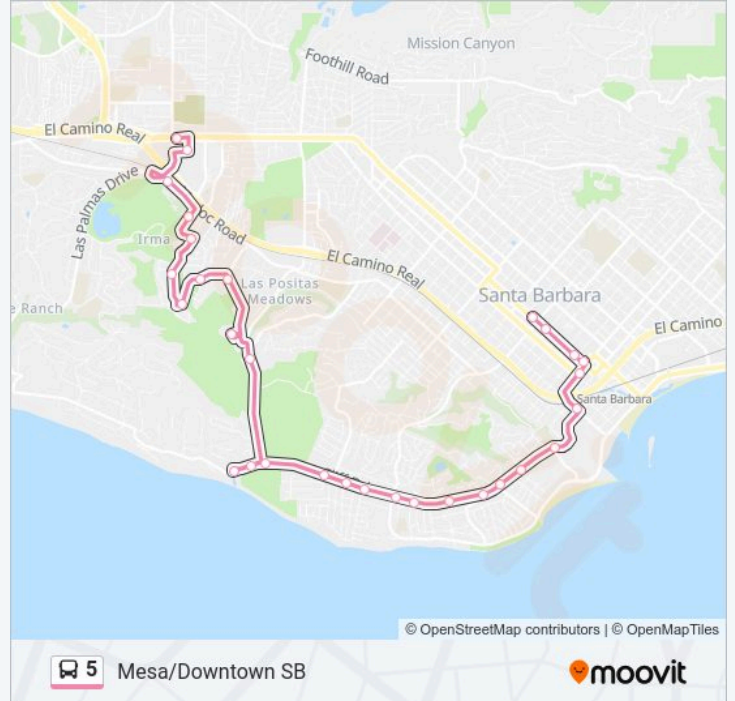 Mission Canyon
Foothill Road
El Camino Real
Las Palmas Drive
Road
Irma
El Camino Real
Las Positas
Meadows
e Ranch
Santa Barbara
El Camino
Santa Barbara
© OpenStreetMap contributors | © OpenMapTiles
5 Mesa/Downtown SB
moovit